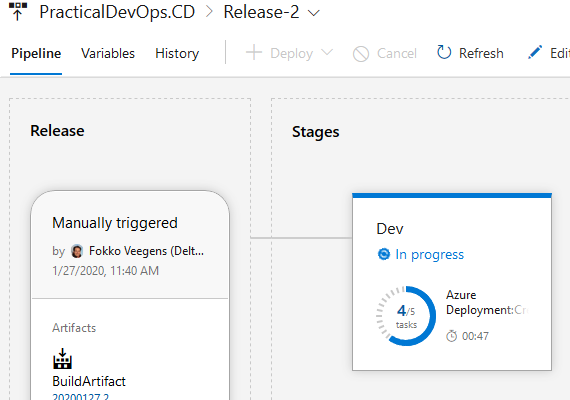 PracticalDevOps.CD > Release-2
Pipeline Variables History Deploy Cancel Refresh Edi
Release
Stages
Manually triggered
by Fokko Veegens (Delt...
1/27/2020, 11:40 AM
Artifacts
BuildArtifact
20200127.2
Dev
In progress
4/5
tasks
Azure
Deployment:Cr
00:47